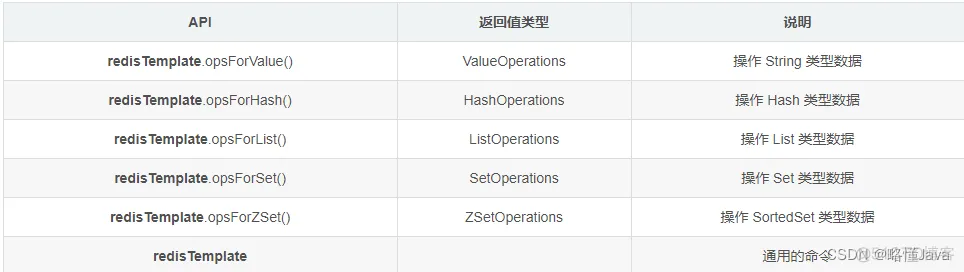 API 返回值类型 说明
redisTemplate.opsForValue() ValueOperations 操作 String 类型数据
redisTemplate.opsForHash() HashOperations 操作 Hash 类型数据
redisTemplate.opsForList() ListOperations 操作 List 类型数据
redisTemplate.opsForSet() SetOperations 操作 Set 类型数据
redisTemplate.opsForZSet() ZSetOperations 操作 SortedSet 类型数据
redisTemplate 通用的命令
CSDN @略懂Java